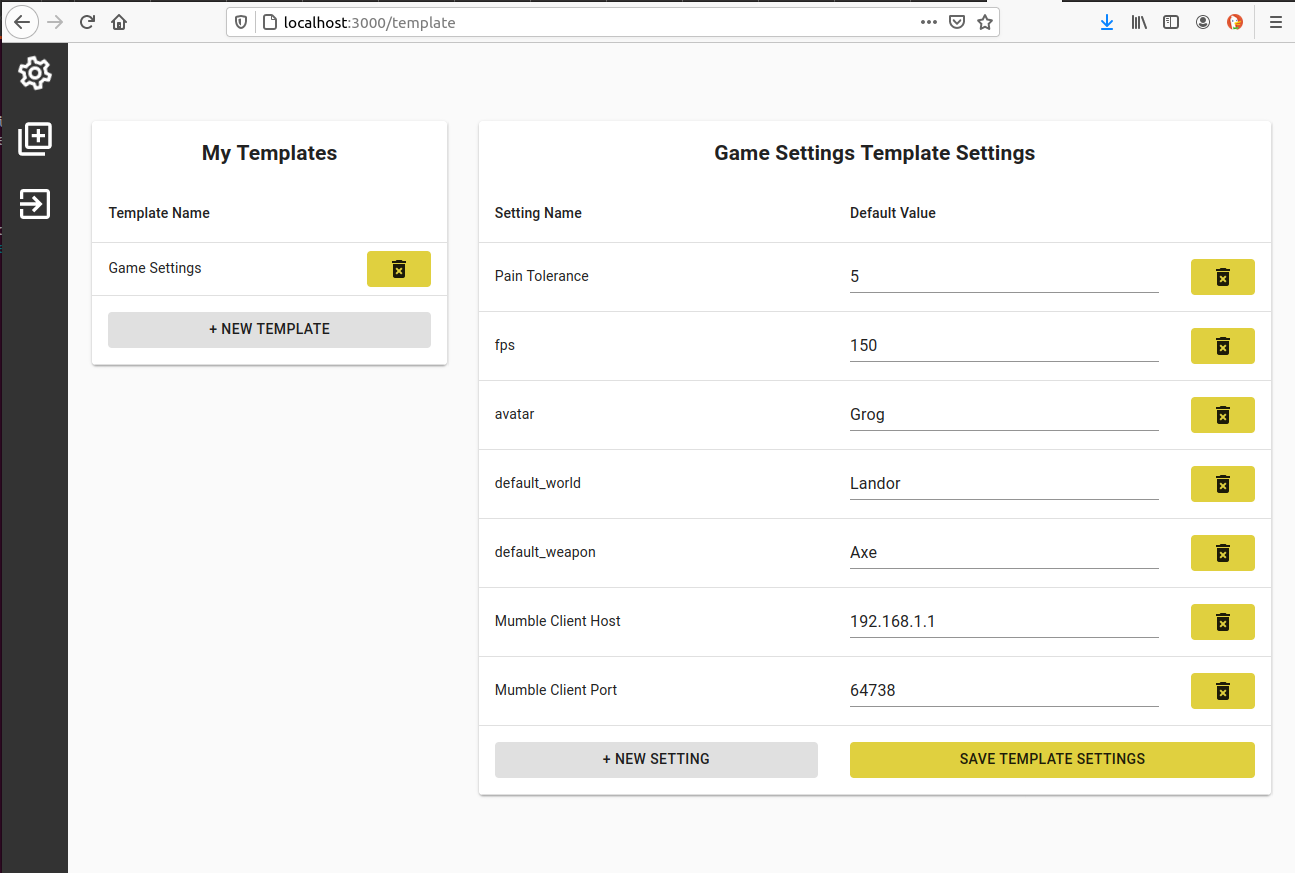 localhost:3000/template
My Templates
Template Name
Game Settings
+ NEW TEMPLATE
Game Settings Template Settings
Setting Name Default Value
Pain Tolerance 5
fps 150
avatar Grog
default_world Landor
default_weapon Axe
Mumble Client Host 192.168.1.1
Mumble Client Port 64738
+ NEW SETTING SAVE TEMPLATE SETTINGS